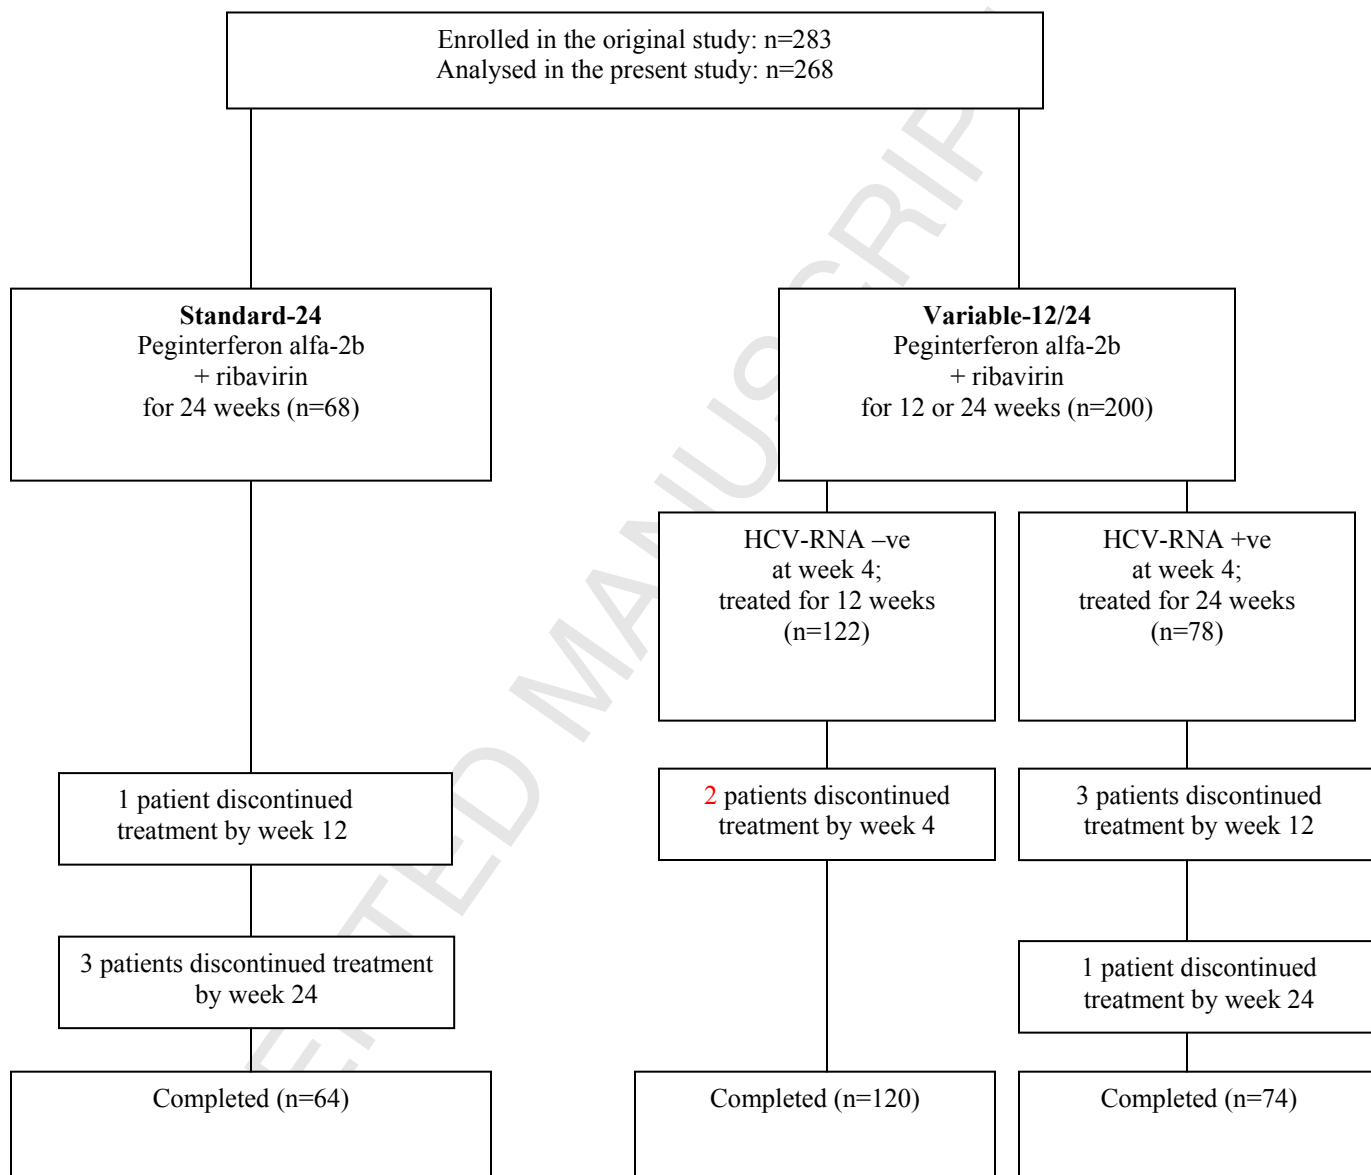 Enrolled in the original study: n=283
Analysed in the present study: n=268
Standard-24
Peginterferon alfa-2b
+ ribavirin
for 24 weeks (n=68)
Variable-12/24
Peginterferon alfa-2b
+ ribavirin
for 12 or 24 weeks (n=200)
HCV-RNA –ve
at week 4;
treated for 12 weeks
(n=122)
HCV-RNA +ve
at week 4;
treated for 24 weeks
(n=78)
1 patient discontinued
treatment by week 12
2 patients discontinued
treatment by week 4
3 patients discontinued
treatment by week 12
3 patients discontinued treatment
by week 24
1 patient discontinued
treatment by week 24
Completed (n=64)
Completed (n=120)
Completed (n=74)
MANUSCRIP